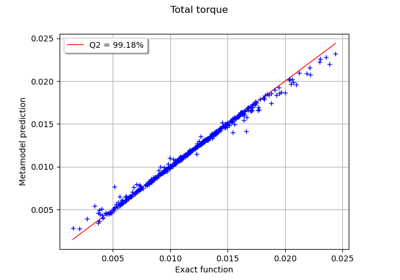 Total torque
Q2 = 99.18%
0.025
0.020
0.015
0.010
0.005
Metamodel prediction
0.005 0.010 0.015 0.020 0.025
Exact function